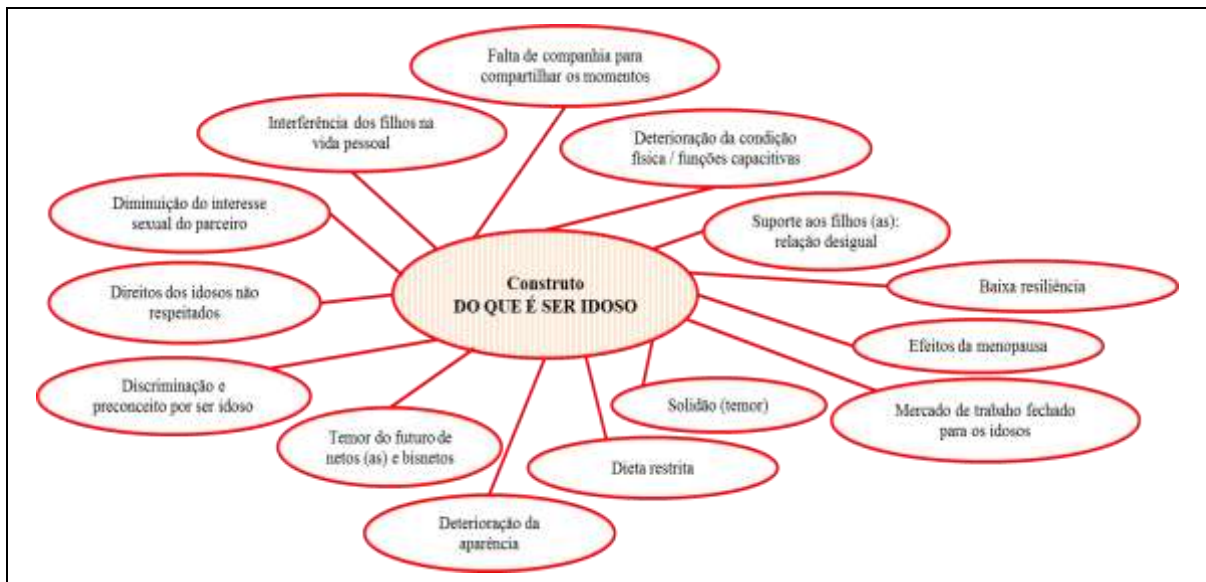 Falta de companhia para
compartilhar os momentos
Interferência dos filhos na
vida pessoal
Deterioração da condição
física / funções capacitivas
Diminuição do interesse
sexual do parceiro
Suporte aos filhos (as):
relação desigual
Construto
DO QUE É SER IDOSO
Baixa resiliência
Direitos dos idosos não
respeitados
Efeitos da menopausa
Discriminação e
preconceito por ser idoso
Solidão (temor)
Mercado de trabaho fechado
para os idosos
Temor do futuro de
netos (as) e bisnetos
Dieta restrita
Deterioração da
aparência